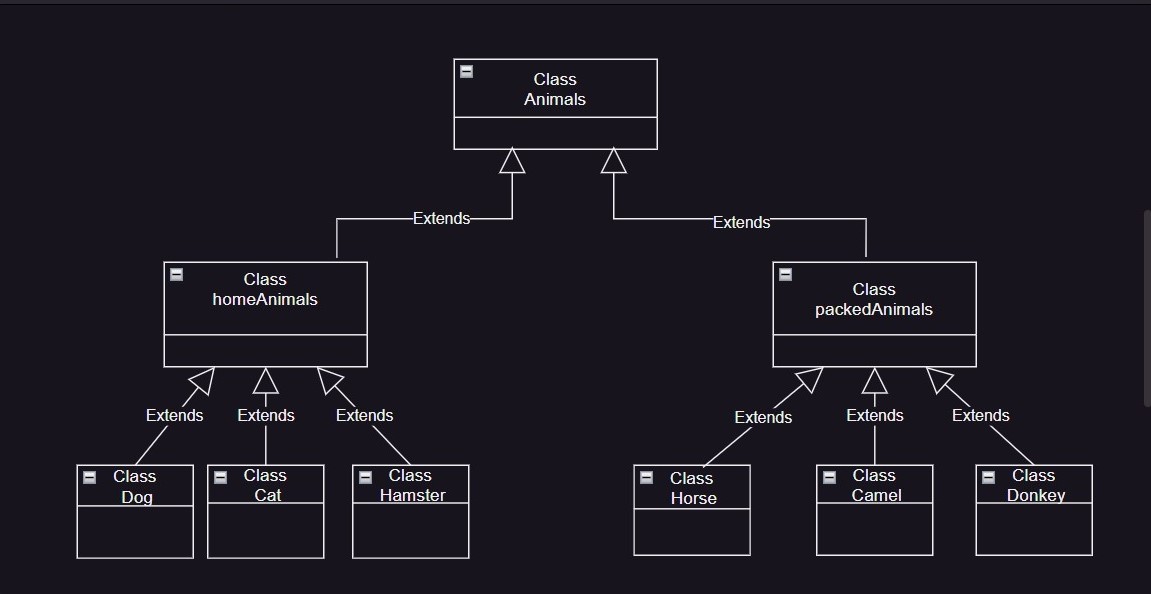 Class
Animals
Extends
Extends
Class
homeAnimals
Class
packedAnimals
Extends
Extends
Extends
Extends
Extends
Extends
Class
Dog
Class
Cat
Class
Hamster
Class
Horse
Class
Camel
Class
Donkey